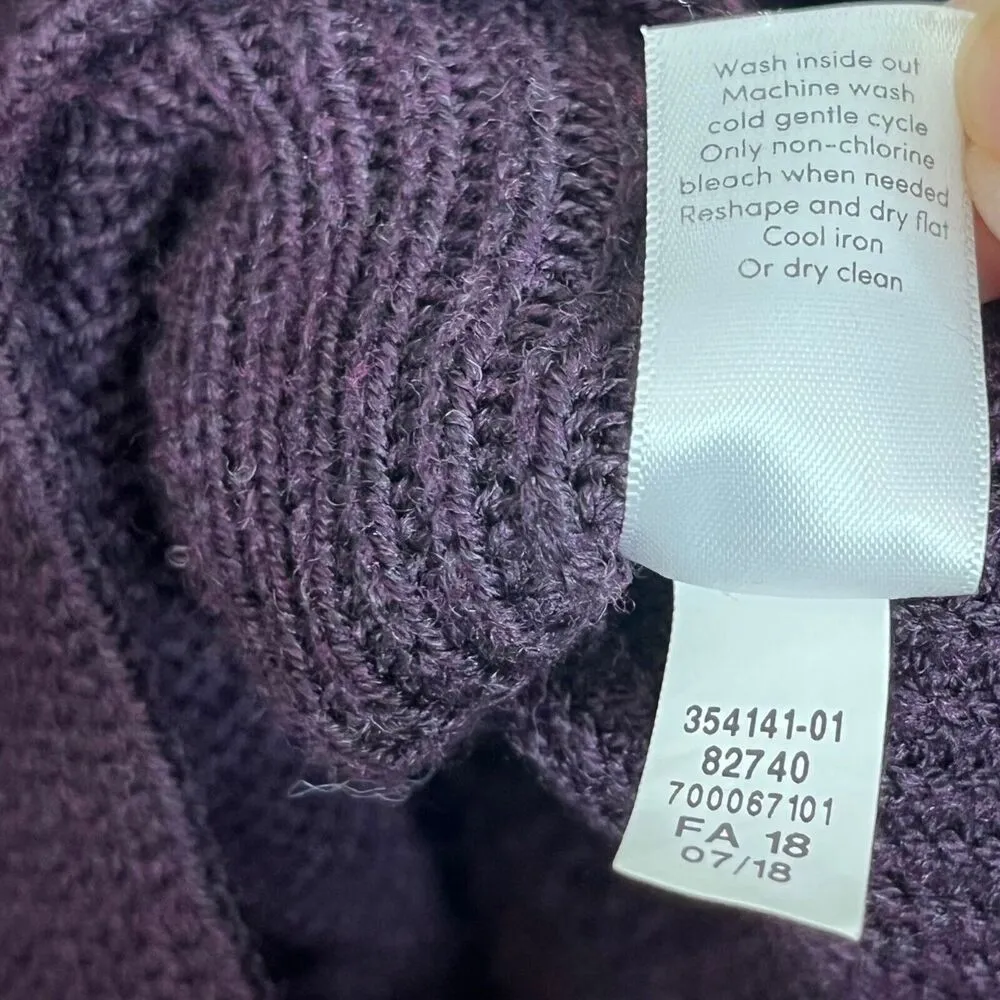 Wash inside out
Machine wash
cold gentle cycle
Only non-chlorine
bleach when needed
Reshape and dry flat
Cool iron
Or dry clean
354141-01
82740
700067101
FA 18
07/18